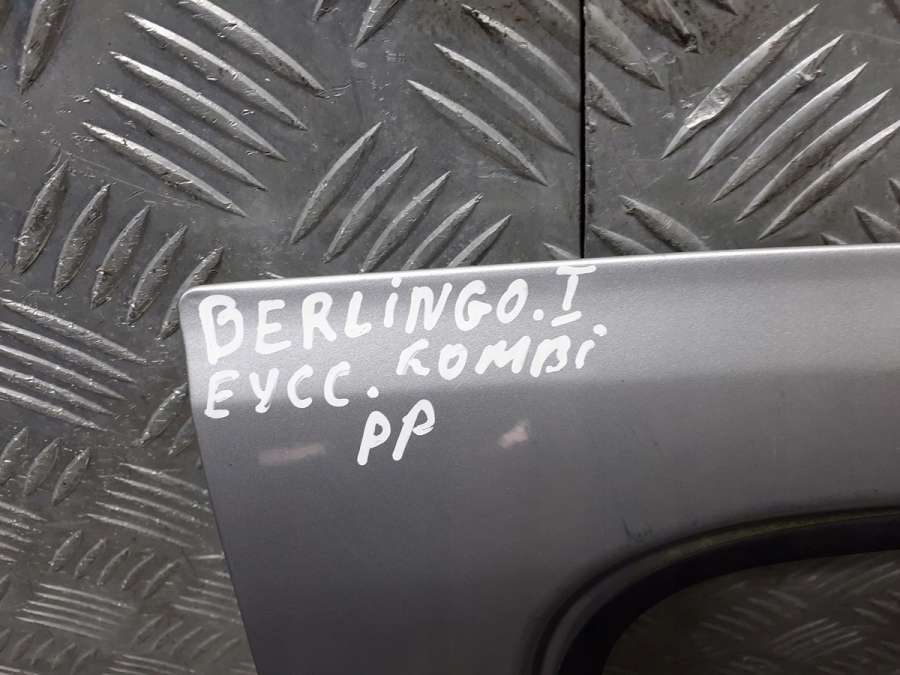 BERLiNGO.I
EYCC. KOMBi
PP